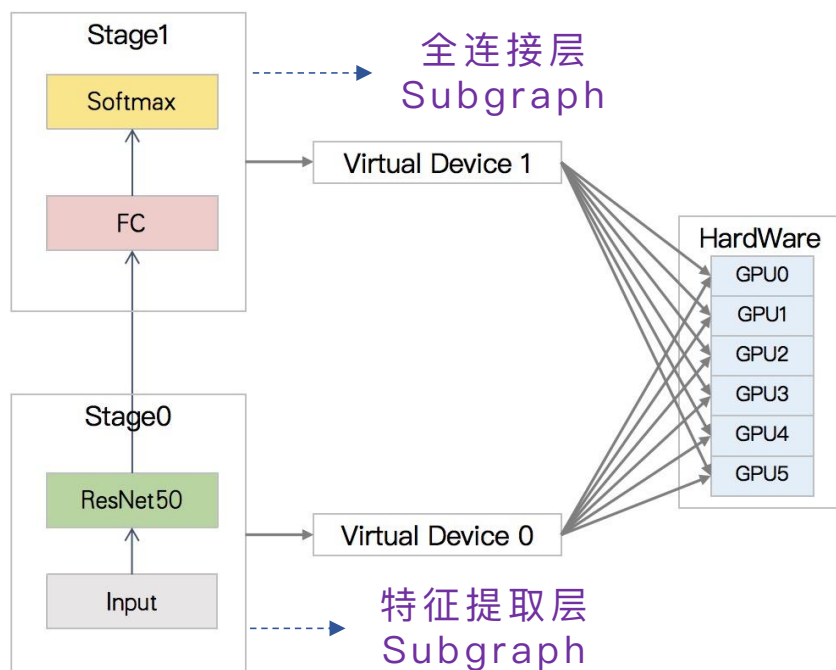 Stage1
Softmax
FC
全连接层
Subgraph
Virtual Device 1
HardWare
GPU0
GPU1
GPU2
GPU3
GPU4
GPU5
Stage0
ResNet50
Input
Virtual Device 0
特征提取层
Subgraph